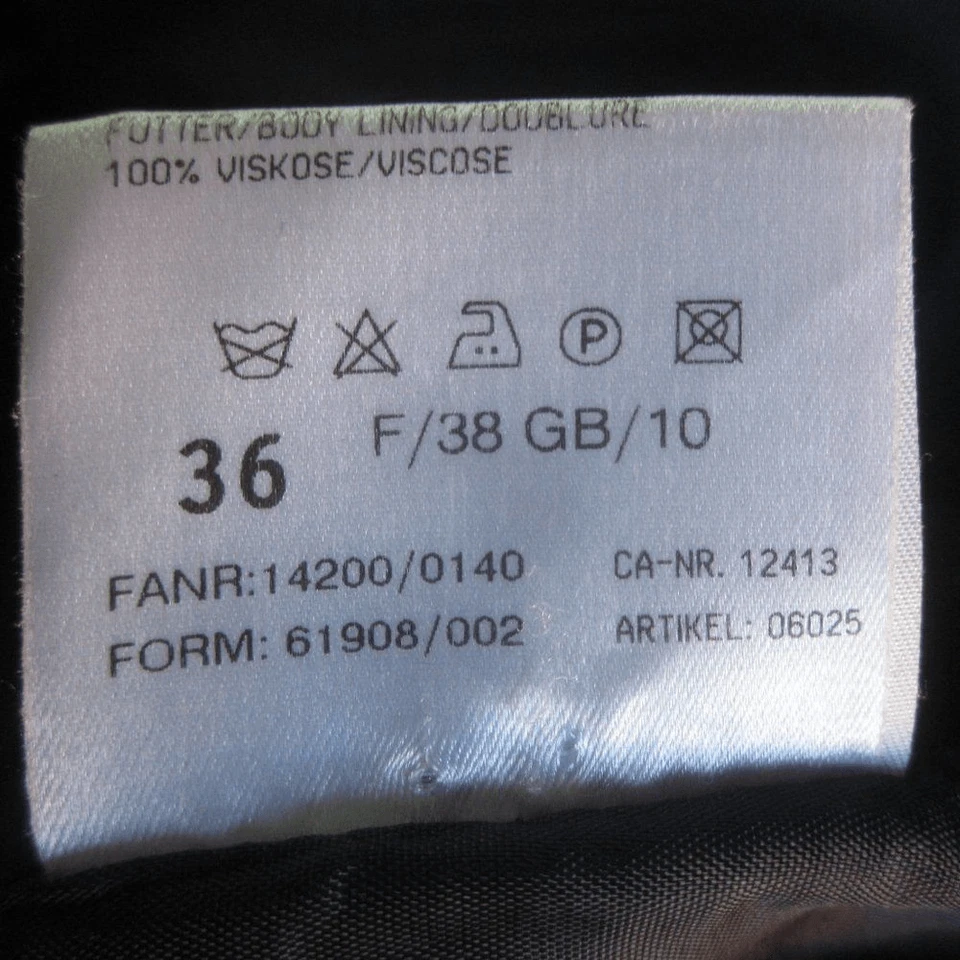 FUTTER/BODY LINING/DOUBLURE
100% VISKOSE/VISCOSE
P
36 F/38 GB/10
FANR:14200/0140 CA-NR. 12413
FORM: 61908/002 ARTIKEL: 06025